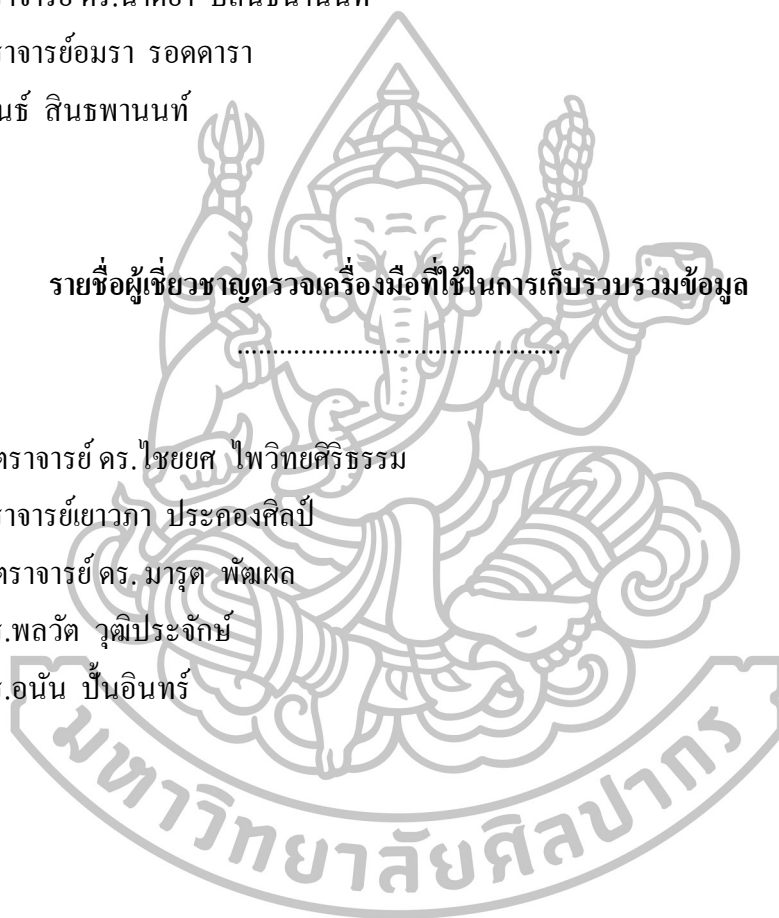 ราจารย์อมรา รอดดารา
นธ์ สินธพานนท์
รายชื่อผู้เชี่ยวชาญตรวจเครื่องมือที่ใช้ในการเก็บรวบรวมข้อมูล
..............................................
ตราจารย์ ดร.ไชยยศ ไพวิทยศิริธรรม
ราจารย์เยาวภา ประคองศิลป์
ตราจารย์ ดร. มารุต พัฒผล
ร.พลวัต วุฒิประจักษ์
ร.อนัน ปั้นอินทร์
มหาวิทยาลัยศิลปากร